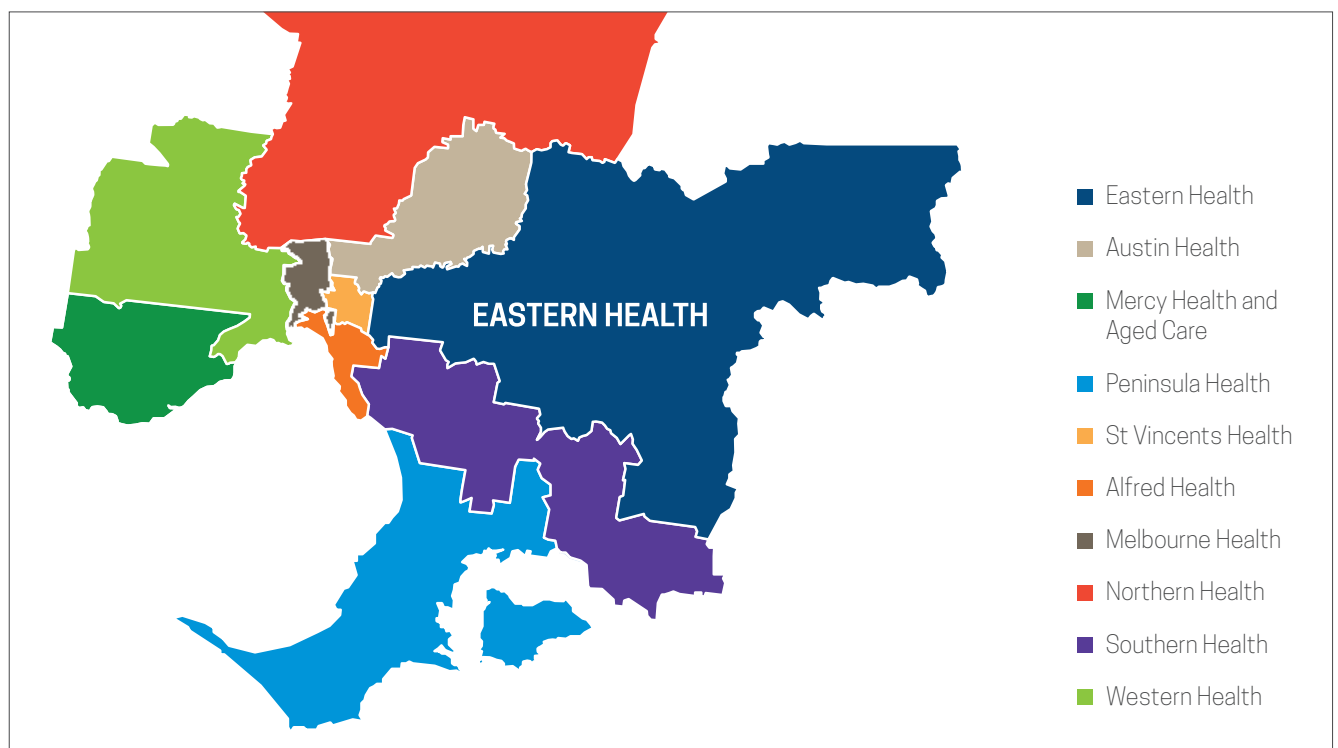 EASTERN HEALTH
Eastern Health
Austin Health
Mercy Health and
Aged Care
Peninsula Health
St Vincents Health
Alfred Health
Melbourne Health
Northern Health
Southern Health
Western Health